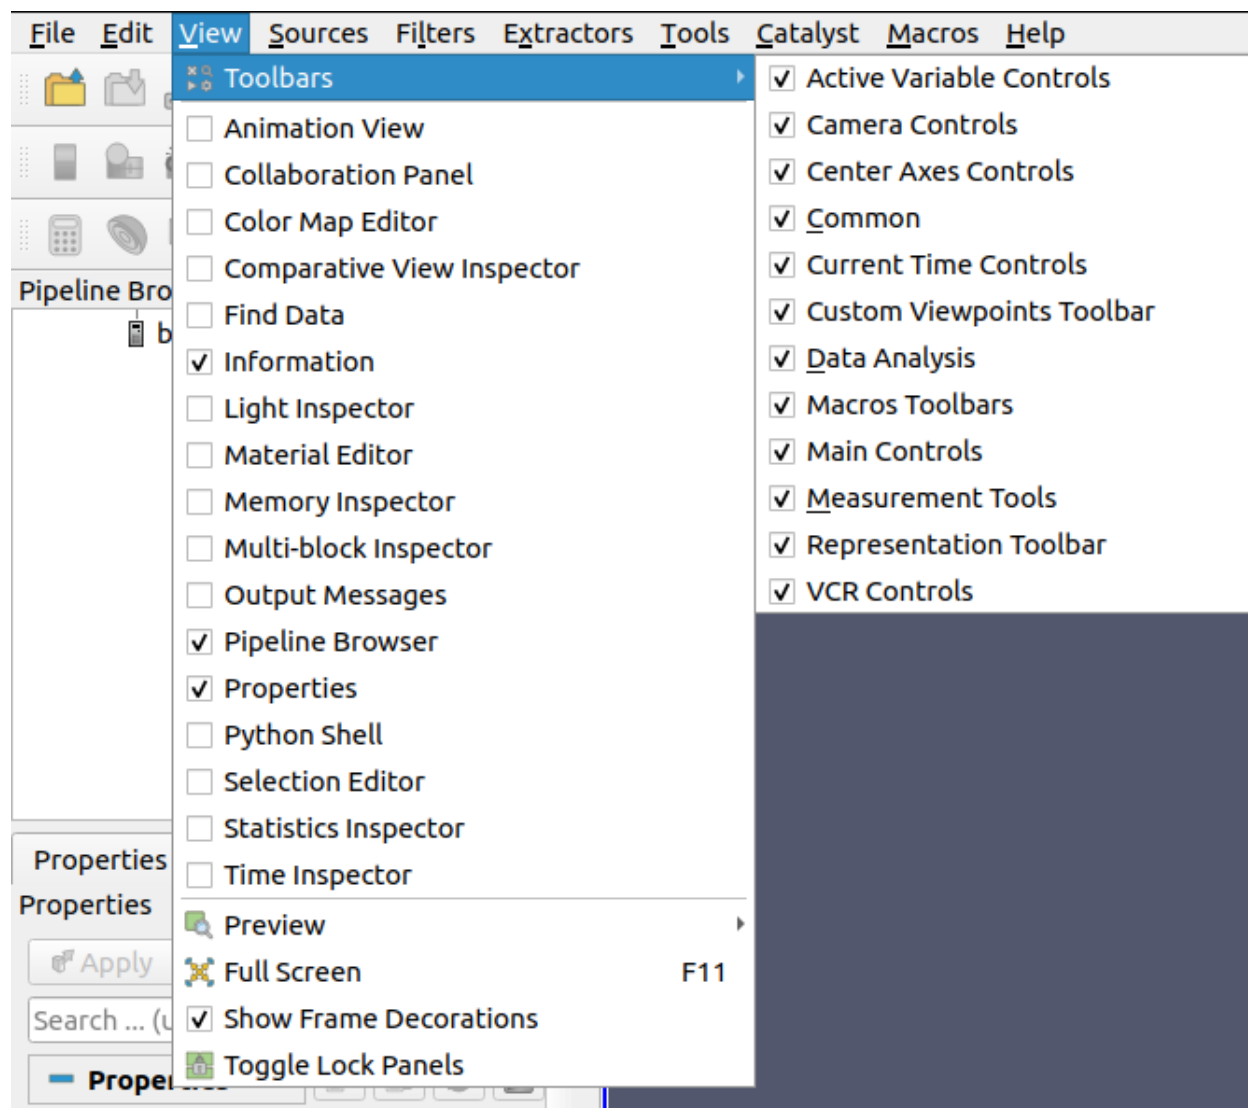 File Edit View Sources Filters Extractors Tools Catalyst Macros Help
Toolbars
Animation View
Collaboration Panel
Color Map Editor
Comparative View Inspector
Find Data
Information
Light Inspector
Material Editor
Memory Inspector
Multi-block Inspector
Output Messages
Pipeline Browser
Properties
Python Shell
Selection Editor
Statistics Inspector
Time Inspector
Preview
Full Screen F11
Show Frame Decorations
Toggle Lock Panels
Active Variable Controls
Camera Controls
Center Axes Controls
Common
Current Time Controls
Custom Viewpoints Toolbar
Data Analysis
Macros Toolbars
Main Controls
Measurement Tools
Representation Toolbar
VCR Controls
Pipeline Bro
b
Properties
Properties
Apply
Search ... (u
Proper